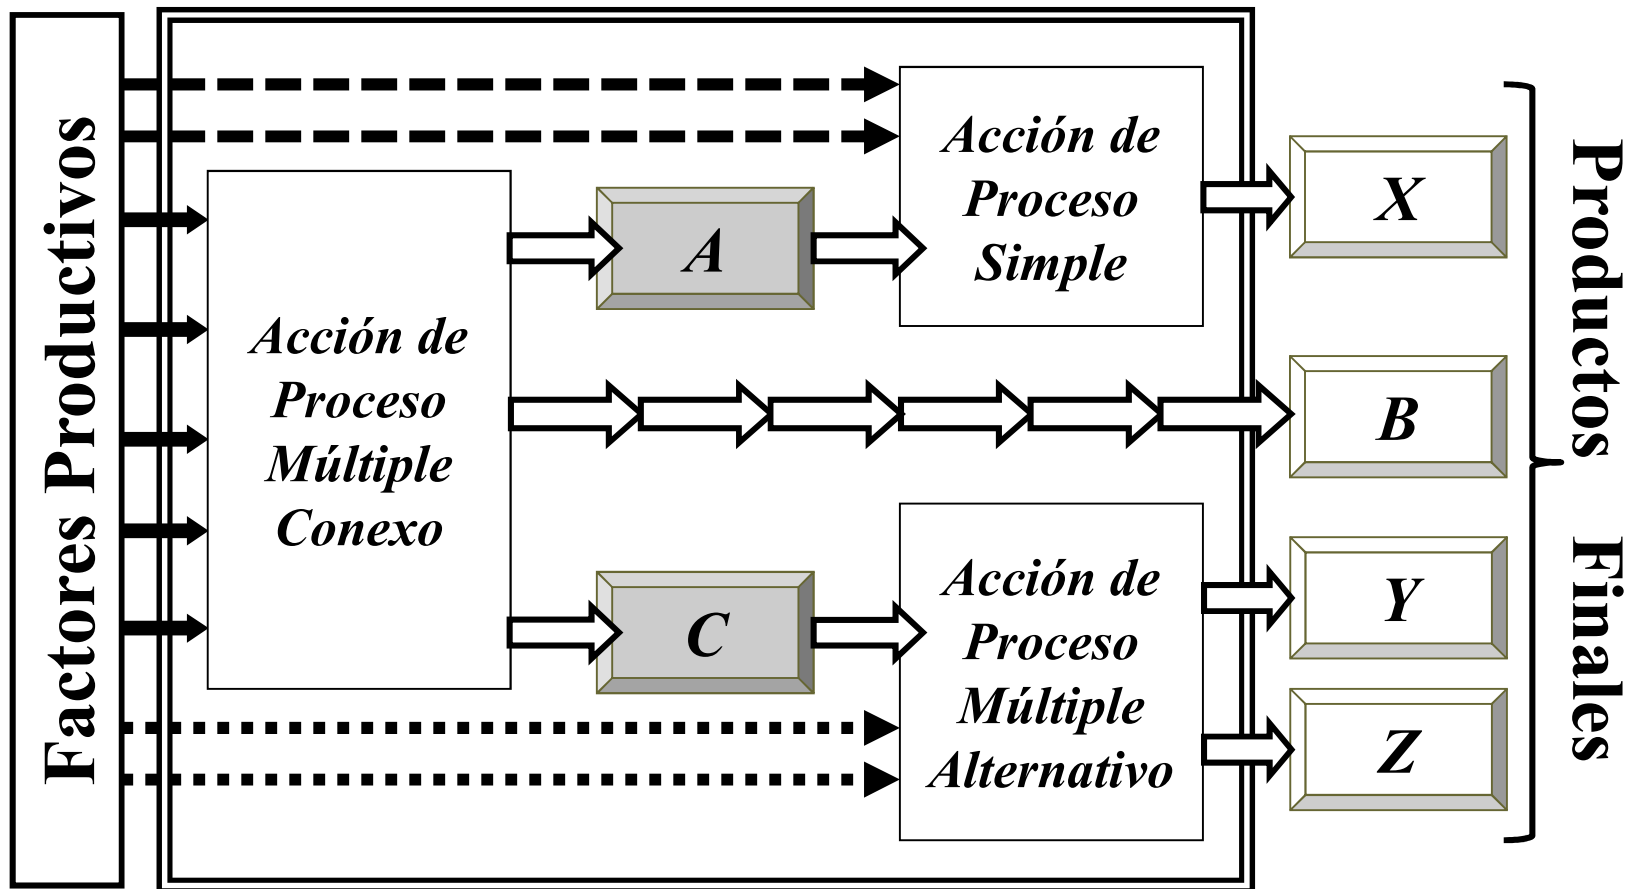 Factores Productivos
Acción de
Proceso
Múltiple
Conexo
A
C
Acción de
Proceso
Simple
Acción de
Proceso
Múltiple
Alternativo
X
B
Y
Z
Productos Finales